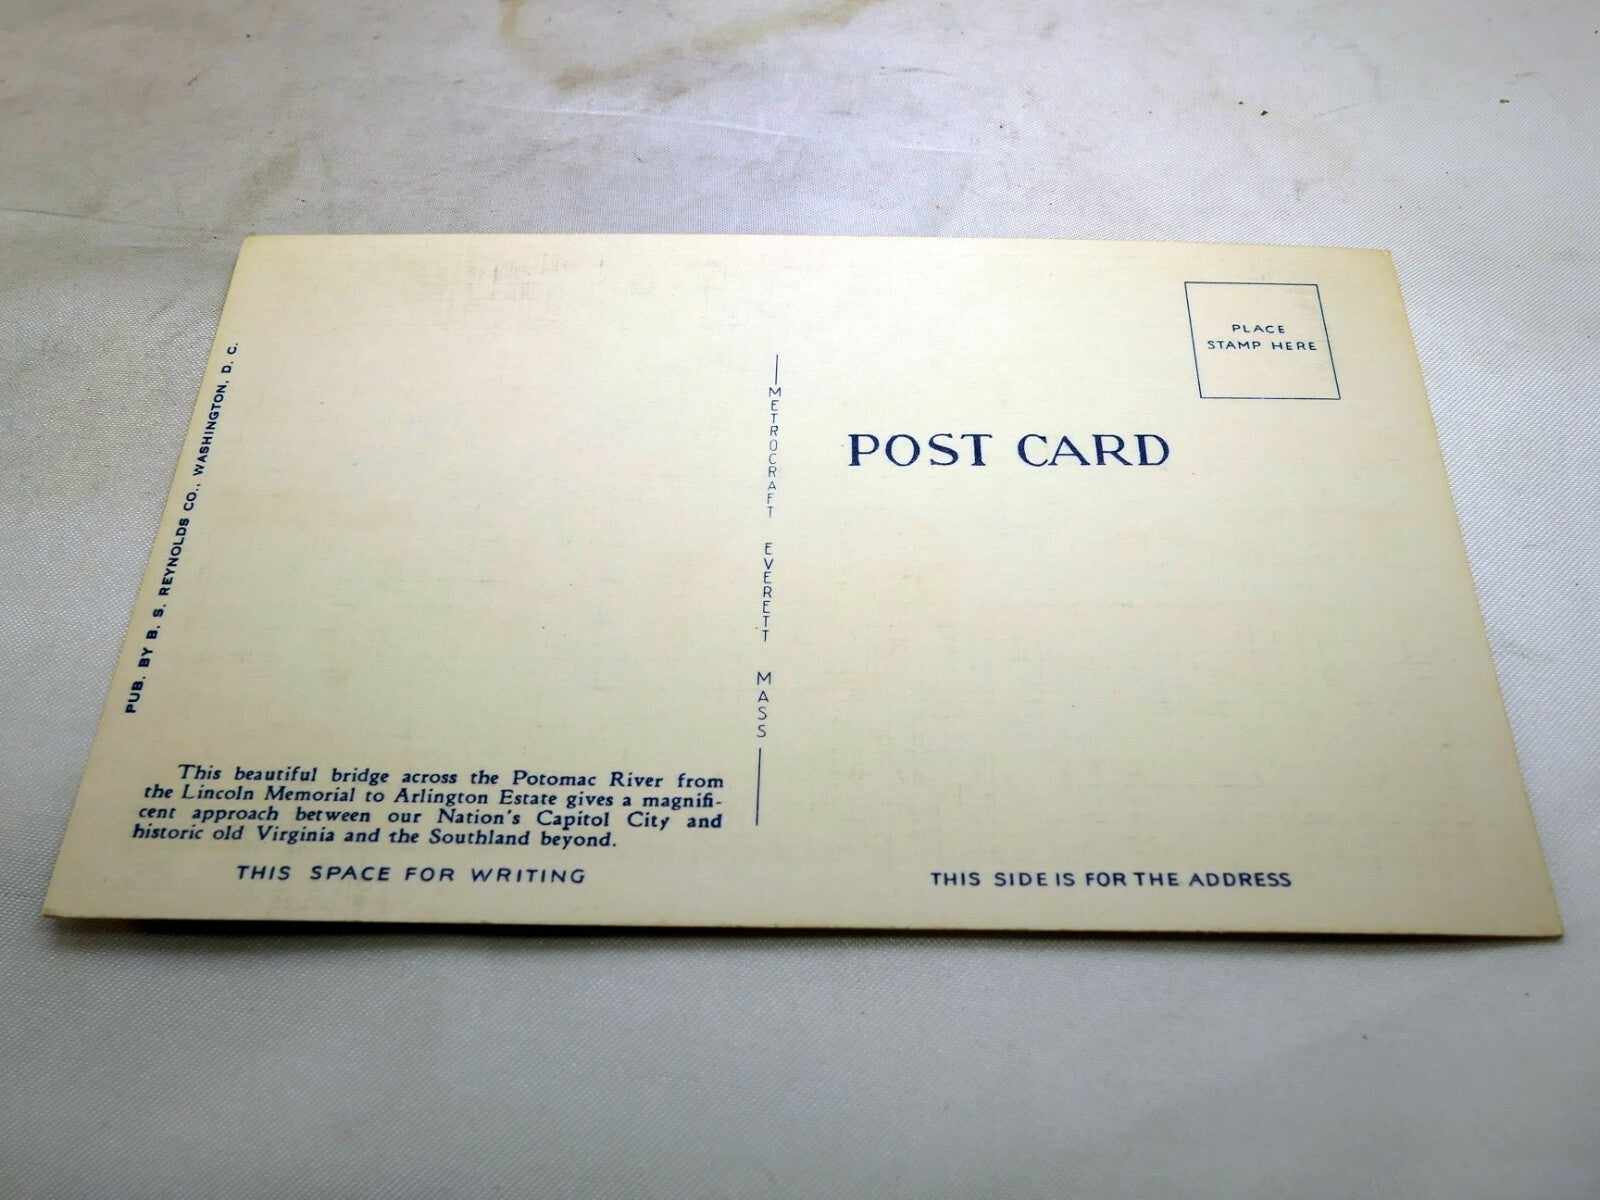 PUB. BY B. S. REYNOLDS CO., WASHINGTON, D. C.
This beautiful bridge across the Potomac River from
the Lincoln Memorial to Arlington Estate gives a magnifi-
cent approach between our Nation's Capitol City and
historic old Virginia and the Southland beyond.
THIS SPACE FOR WRITING
METROCRAFT EVERETT MASS
PLACE
STAMP HERE
POST CARD
THIS SIDE IS FOR THE ADDRESS